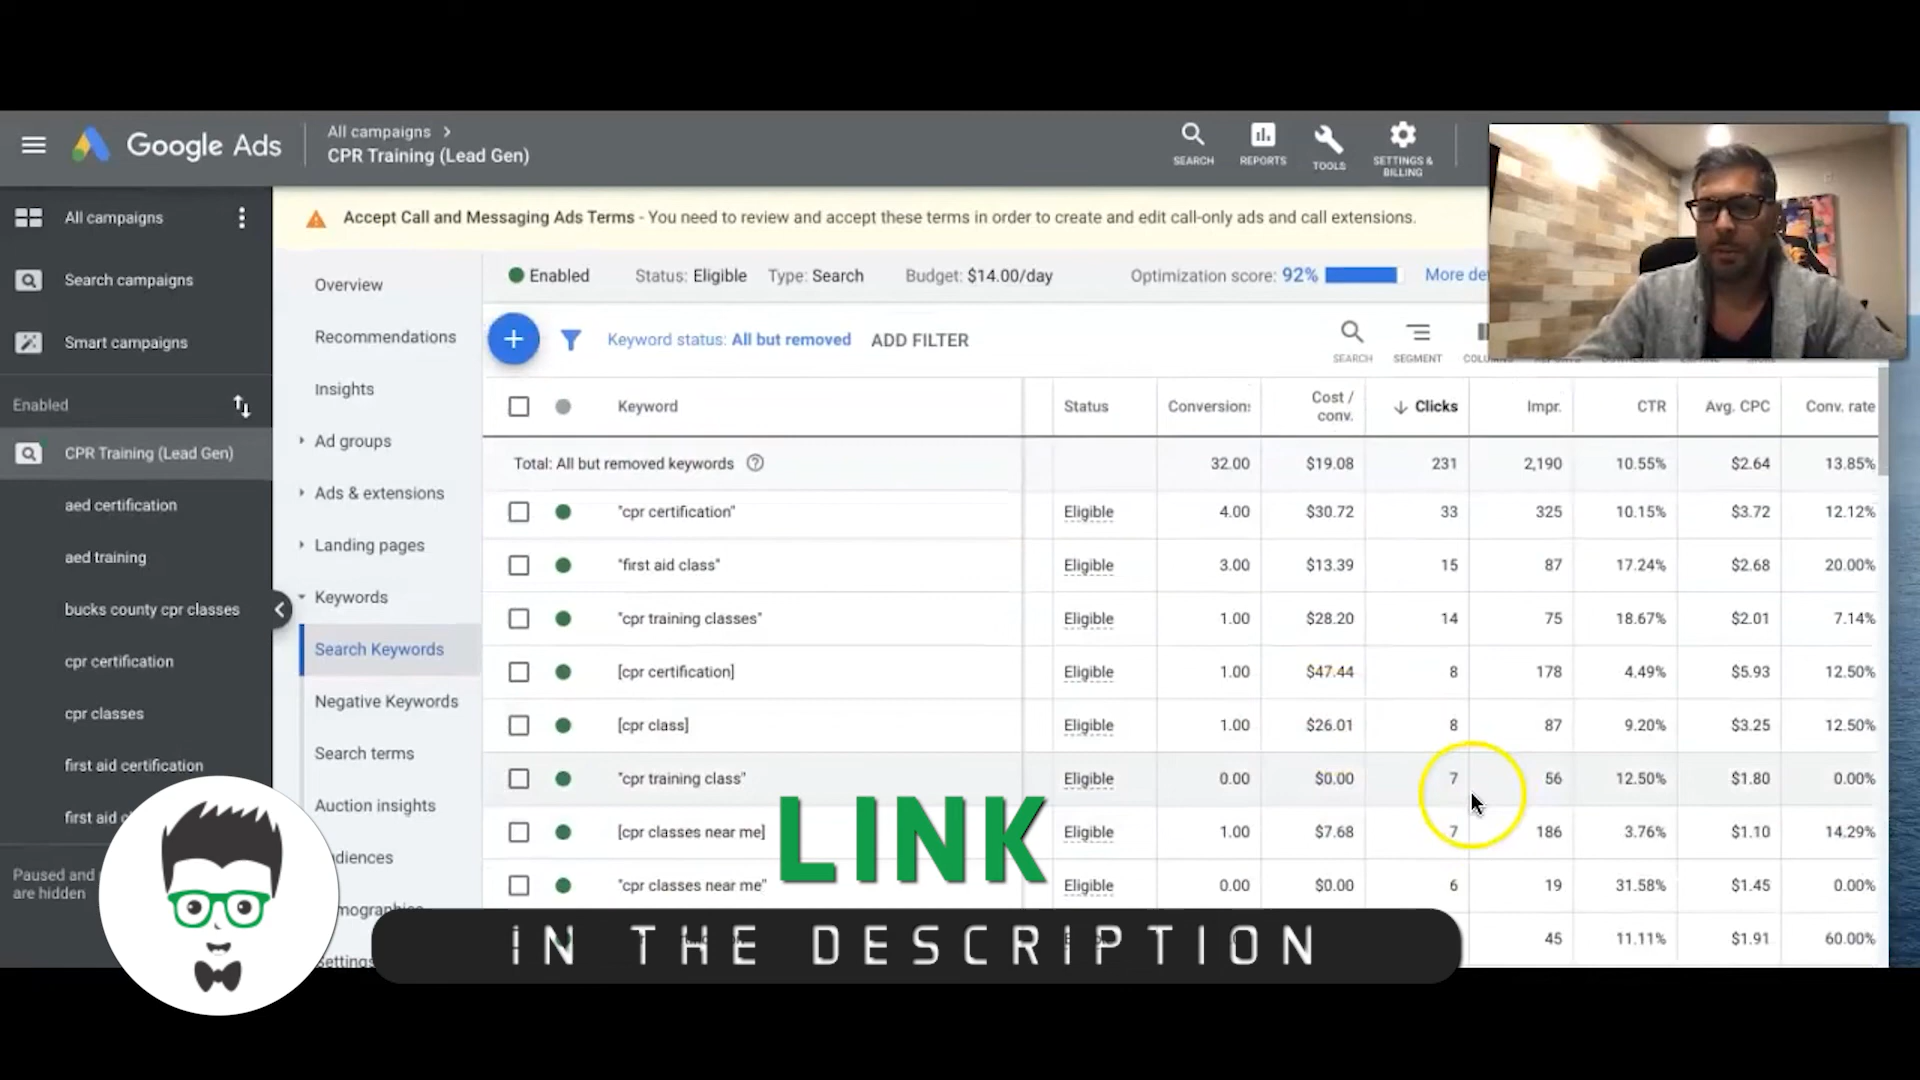 Google Ads
All campaigns
CPR Training (Lead Gen)
SEARCH
REPORTS
TOOLS
SETTINGS &
BILLING
All campaigns
Search campaigns
Smart campaigns
Enabled
CPR Training (Lead Gen)
aed certification
aed training
bucks county cpr classes
cpr certification
cpr classes
first aid certification
first aid
Paused and
are hidden
Accept Call and Messaging Ads Terms - You need to review and accept these terms in order to create and edit call-only ads and call extensions.
Overview
Recommendations
Insights
Ad groups
Ads & extensions
Landing pages
Keywords
Search Keywords
Negative Keywords
Search terms
Auction insights
diences
mographics
Settings
Enabled Status: Eligible Type: Search Budget: $14.00/day Optimization score: 92% More de
Keyword status: All but removed ADD FILTER
SEARCH SEGMENT
Keyword Status Conversions Cost / conv. Clicks Impr. CTR Avg. CPC Conv. rate
Total: All but removed keywords 32.00 $19.08 231 2,190 10.55% $2.64 13.85%
"cpr certification" Eligible 4.00 $30.72 33 325 10.15% $3.72 12.12%
"first aid class" Eligible 3.00 $13.39 15 87 17.24% $2.68 20.00%
"cpr training classes" Eligible 1.00 $28.20 14 75 18.67% $2.01 7.14%
[cpr certification] Eligible 1.00 $47.44 8 178 4.49% $5.93 12.50%
[cpr class] Eligible 1.00 $26.01 8 87 9.20% $3.25 12.50%
"cpr training class" Eligible 0.00 $0.00 7 56 12.50% $1.80 0.00%
[cpr classes near me] Eligible 1.00 $7.68 7 186 3.76% $1.10 14.29%
"cpr classes near me" Eligible 0.00 $0.00 6 19 31.58% $1.45 0.00%
45 11.11% $1.91 60.00%
LINK
IN THE DESCRIPTION